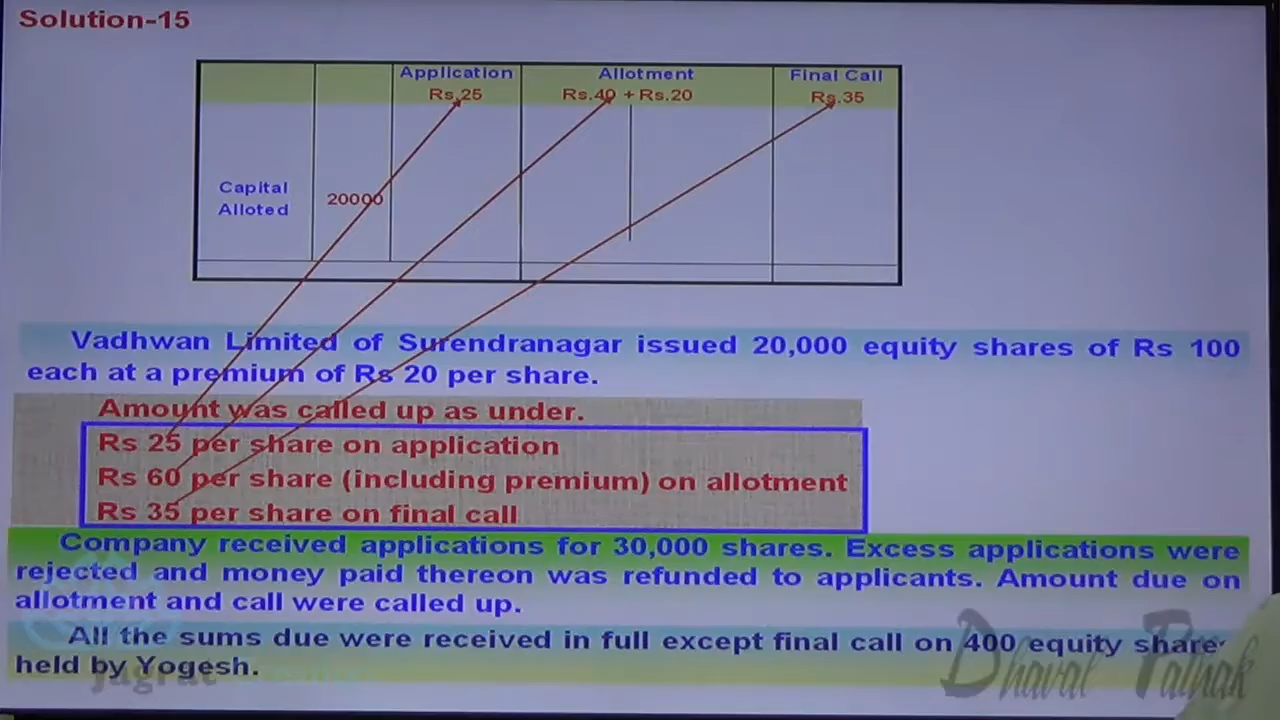 Solution-15
Application Allotment Final Call
Rs.25 Rs.40 + Rs.20 Rs.35
Capital
Alloted
20000
Vadhwan Limited of Surendranagar issued 20,000 equity shares of Rs 100
each at a premium of Rs 20 per share.
Amount was called up as under.
Rs 25 per share on application
Rs 60 per share (including premium) on allotment
Rs 35 per share on final call
Company received applications for 30,000 shares. Excess applications were
rejected and money paid thereon was refunded to applicants. Amount due on
allotment and call were called up.
All the sums due were received in full except final call on 400 equity share
held by Yogesh.
Dhaval Patnak